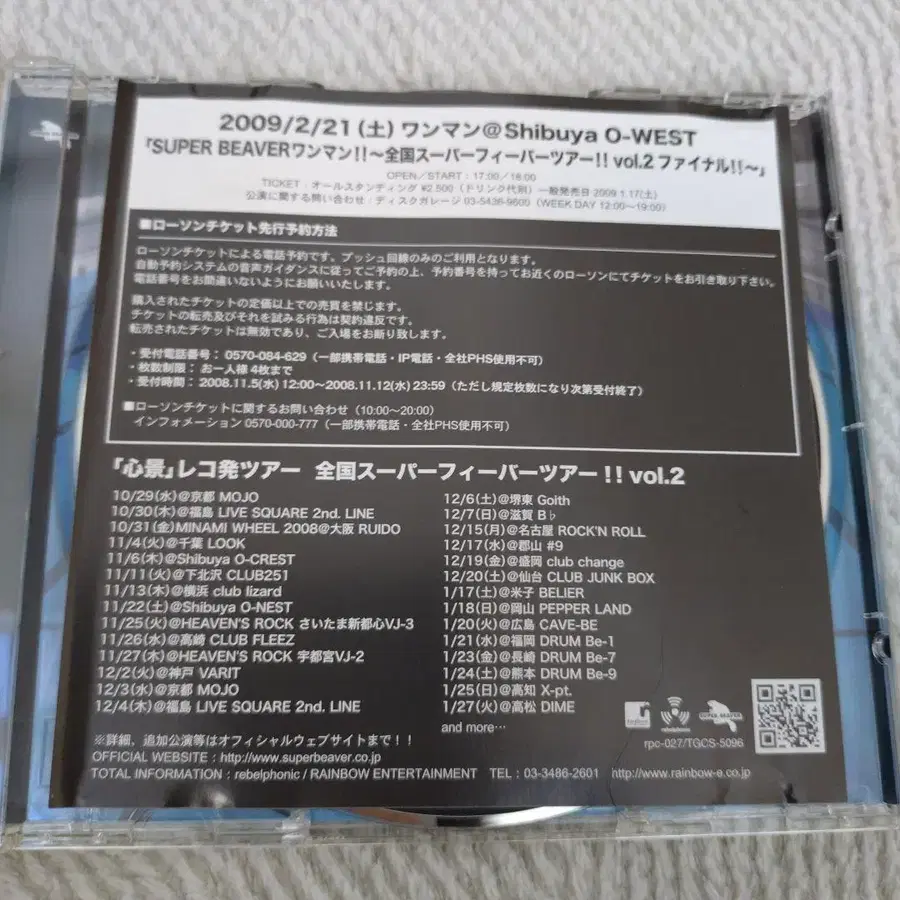 2009/2/21(土)ワンマン@Shibuya O-WEST
「SUPER BEAVERワンマン!!～全国スーパーフィーバーツアー!! vol.2 ファイナル!!～」
OPEN／START：17:00／18:00
TICKET：オールスタンディング ¥2,500（ドリンク代別）一般発売日 2009.1.17(土)
公演に関する問い合わせ：ディスクガレージ 03-5436-9600（WEEK DAY 12:00～19:00）
■ローソンチケット先行予約方法
ローソンチケットによる電話予約です。プッシュ回線のみのご利用となります。
自動予約システムの音声ガイダンスに従ってご予約の上、予約番号を持ってお近くのローソンにてチケットをお引き取り下さい。
電話番号をお間違いないようにお願いいたします。
購入されたチケットの定価以上での売買を禁じます。
チケットの転売及びそれを試みる行為は契約違反です。
転売されたチケットは無効であり、ご入場をお断り致します。
・受付電話番号： 0570-084-629（一部携帯電話・IP電話・全社PHS使用不可）
・枚数制限： お一人様 4枚まで
・受付時間： 2008.11.5(水) 12:00～2008.11.12(水) 23:59（ただし規定枚数になり次第受付終了）
■ローソンチケットに関するお問い合わせ（10:00～20:00）
インフォメーション 0570-000-777（一部携帯電話・全社PHS使用不可）
「心景」レコ発ツアー 全国スーパーフィーバーツアー!! vol.2
10/29(水)@京都 MOJO
10/30(木)@福島 LIVE SQUARE 2nd. LINE
10/31(金)MINAMI WHEEL 2008@大阪 RUIDO
11/4(火)@千葉 LOOK
11/6(木)@Shibuya O-CREST
11/11(火)@下北沢 CLUB251
11/13(木)@横浜 club lizard
11/22(土)@Shibuya O-NEST
11/25(火)@HEAVEN'S ROCK さいたま新都心VJ-3
11/26(水)@高崎 CLUB FLEEZ
11/27(木)@HEAVEN'S ROCK 宇都宮VJ-2
12/2(火)@神戸 VARIT
12/3(水)@京都 MOJO
12/4(木)@福島 LIVE SQUARE 2nd. LINE
12/6(土)@堺東 Goith
12/7(日)@滋賀 B♭
12/15(月)@名古屋 ROCK'N ROLL
12/17(水)@郡山 #9
12/19(金)@盛岡 club change
12/20(土)@仙台 CLUB JUNK BOX
1/17(土)@米子 BELIER
1/18(日)@岡山 PEPPER LAND
1/20(火)@広島 CAVE-BE
1/21(水)@福岡 DRUM Be-1
1/23(金)@長崎 DRUM Be-7
1/24(土)@熊本 DRUM Be-9
1/25(日)@高知 X-pt.
1/27(火)@高松 DIME
and more…
※詳細、追加公演等はオフィシャルウェブサイトまで!!
OFFICIAL WEBSITE：http://www.superbeaver.co.jp
TOTAL INFORMATION：rebelphonic / RAINBOW ENTERTAINMENT TEL：03-3486-2601 http://www.rainbow-e.co.jp
SUPER BEAVER
rpc-027/TGCS-5096